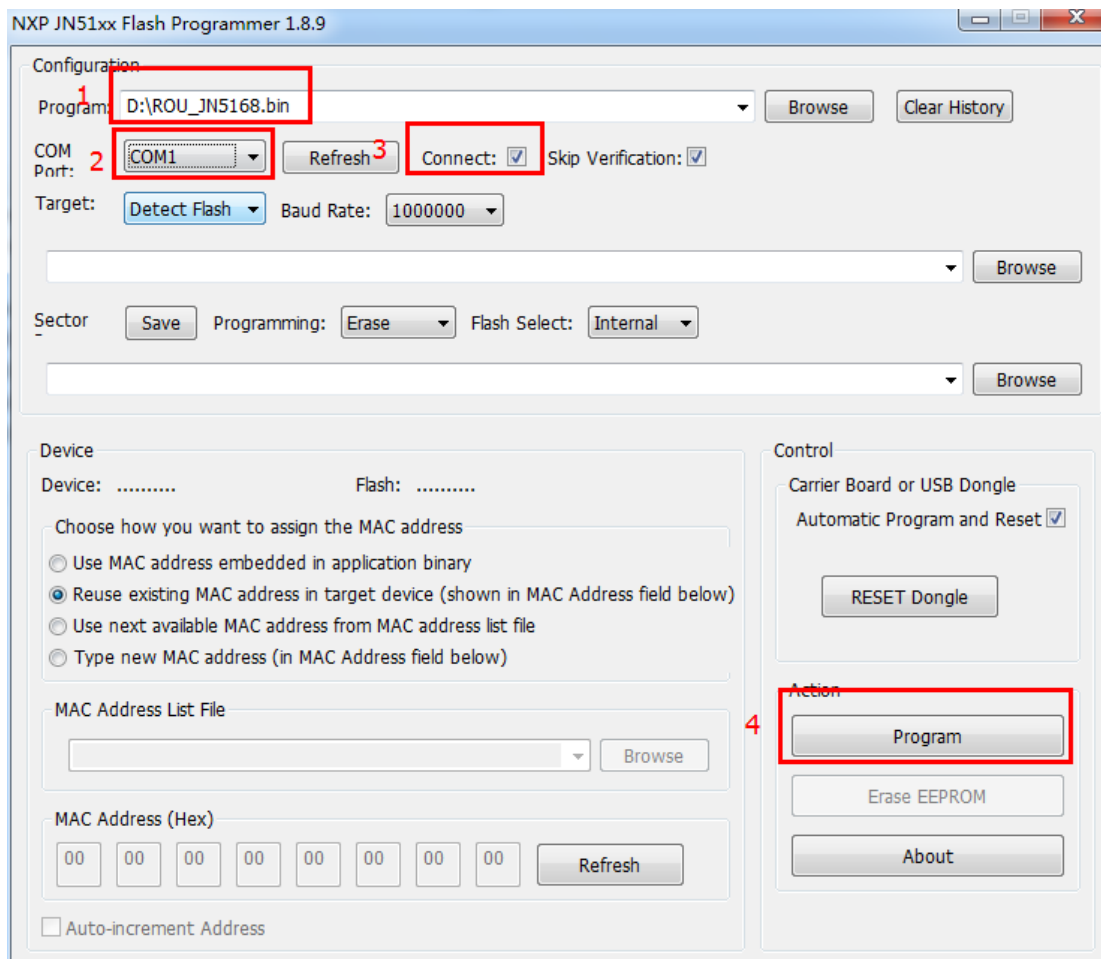 NXP JN51xx Flash Programmer 1.8.9
Configuration
1 Program: D:\ROU_JN5168.bin Browse Clear History
COM Port: 2 COM1 Refresh 3 Connect: Skip Verification:
Target: Detect Flash Baud Rate: 1000000
Browse
Sector Save Programming: Erase Flash Select: Internal
Browse
Device
Device: .......... Flash: ..........
Choose how you want to assign the MAC address
Use MAC address embedded in application binary
Reuse existing MAC address in target device (shown in MAC Address field below)
Use next available MAC address from MAC address list file
Type new MAC address (in MAC Address field below)
MAC Address List File
Browse
MAC Address (Hex)
00 00 00 00 00 00 00 00 Refresh
Auto-increment Address
Control
Carrier Board or USB Dongle
Automatic Program and Reset
RESET Dongle
Action
4 Program
Erase EEPROM
About